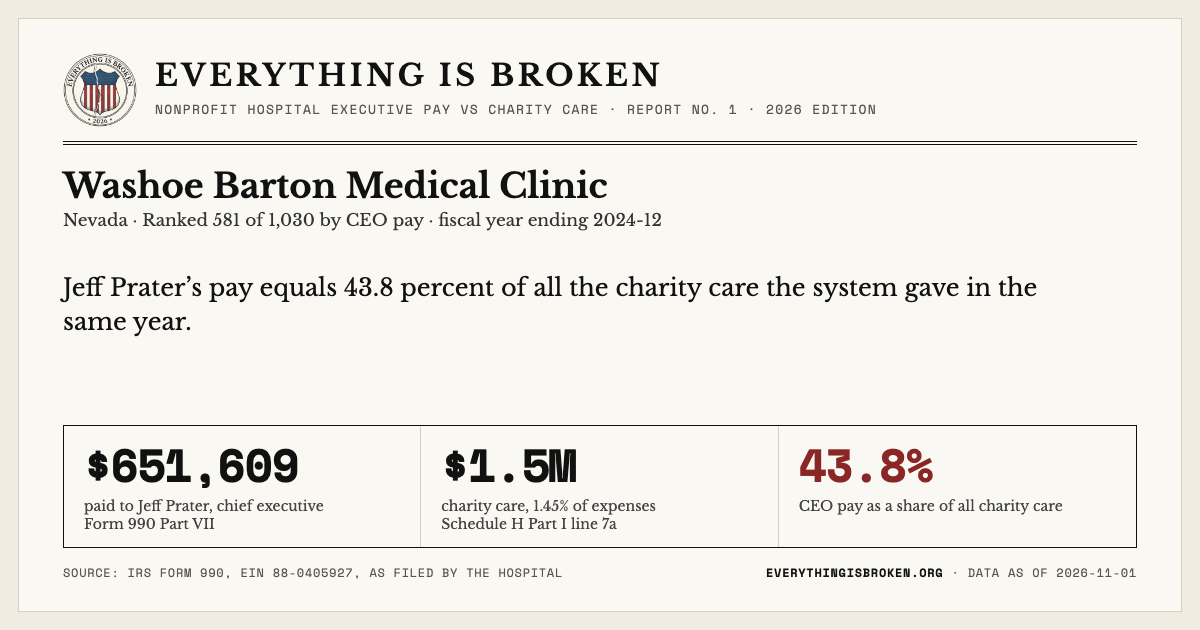 EVERYTHING IS BROKEN
2026
EVERYTHING IS BROKEN
NONPROFIT HOSPITAL EXECUTIVE PAY VS CHARITY CARE · REPORT NO. 1 · 2026 EDITION
Washoe Barton Medical Clinic
Nevada · Ranked 581 of 1,030 by CEO pay · fiscal year ending 2024-12
Jeff Prater’s pay equals 43.8 percent of all the charity care the system gave in the
same year.
$651,609
paid to Jeff Prater, chief executive
Form 990 Part VII
$1.5M
charity care, 1.45% of expenses
Schedule H Part I line 7a
43.8%
CEO pay as a share of all charity care
SOURCE: IRS FORM 990, EIN 88-0405927, AS FILED BY THE HOSPITAL
EVERYTHINGISBROKEN.ORG · DATA AS OF 2026-11-01